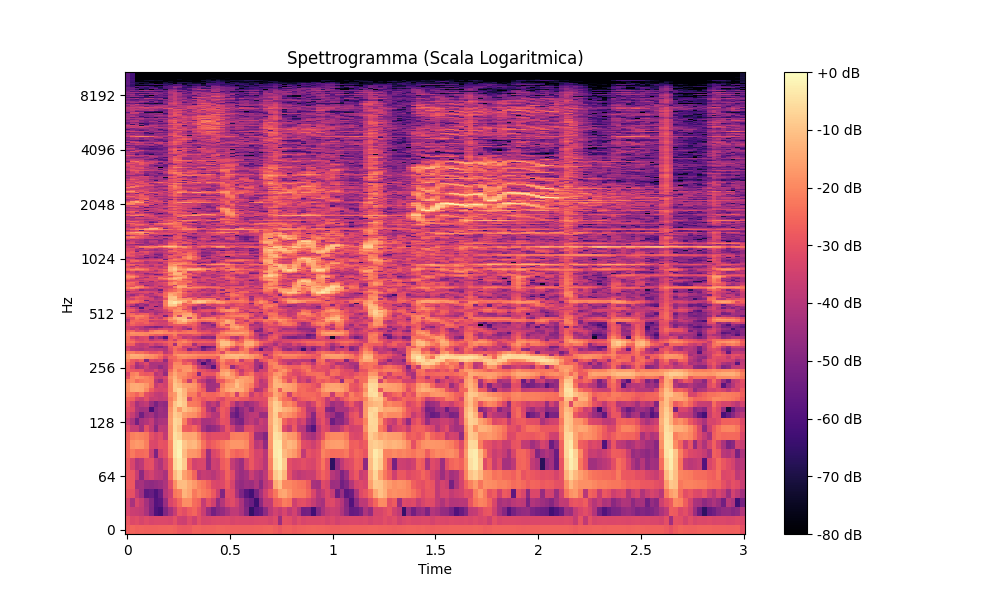 Spettrogramma (Scala Logaritmica)
Hz
8192
4096
2048
1024
512
256
128
64
0
0 0.5 1 1.5 2 2.5 3
Time
+0 dB
-10 dB
-20 dB
-30 dB
-40 dB
-50 dB
-60 dB
-70 dB
-80 dB